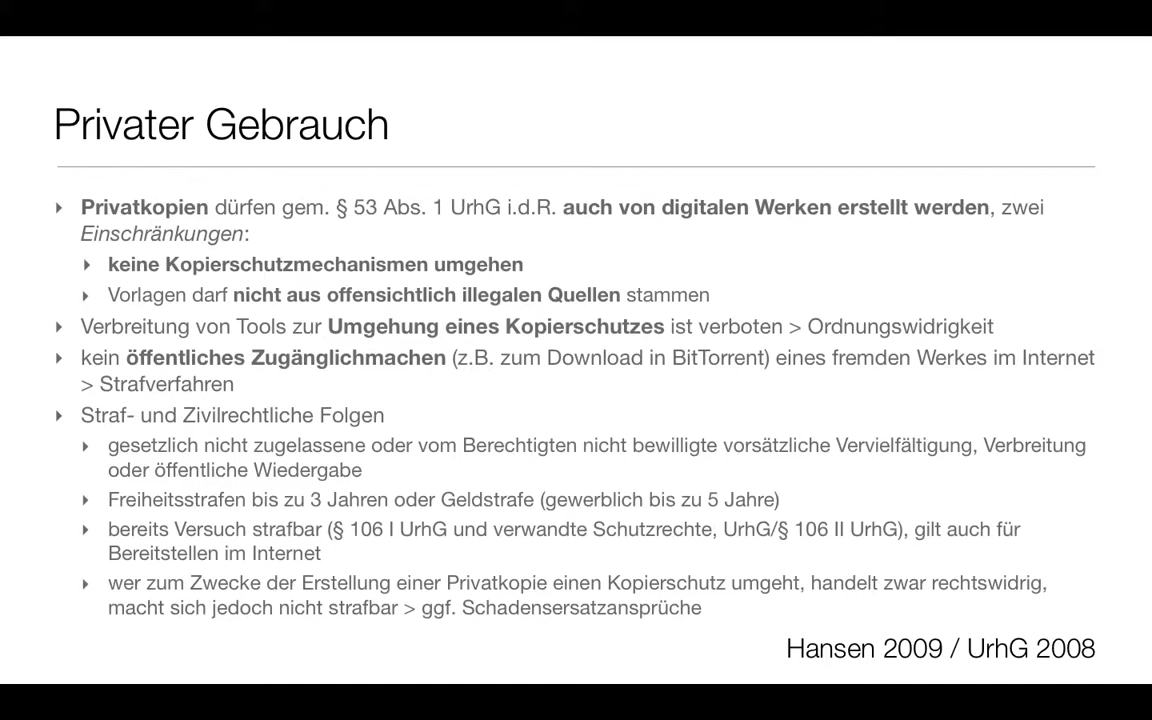 Privater Gebrauch
Privatkopien dürfen gem. § 53 Abs. 1 UrhG i.d.R. auch von digitalen Werken erstellt werden, zwei
Einschränkungen:
keine Kopierschutzmechanismen umgehen
Vorlagen darf nicht aus offensichtlich illegalen Quellen stammen
Verbreitung von Tools zur Umgehung eines Kopierschutzes ist verboten > Ordnungswidrigkeit
kein öffentliches Zugänglichmachen (z.B. zum Download in BitTorrent) eines fremden Werkes im Internet
> Strafverfahren
Straf- und Zivilrechtliche Folgen
gesetzlich nicht zugelassene oder vom Berechtigten nicht bewilligte vorsätzliche Vervielfältigung, Verbreitung
oder öffentliche Wiedergabe
Freiheitsstrafen bis zu 3 Jahren oder Geldstrafe (gewerblich bis zu 5 Jahre)
bereits Versuch strafbar (§ 106 I UrhG und verwandte Schutzrechte, UrhG/§ 106 II UrhG), gilt auch für
Bereitstellen im Internet
wer zum Zwecke der Erstellung einer Privatkopie einen Kopierschutz umgeht, handelt zwar rechtswidrig,
macht sich jedoch nicht strafbar > ggf. Schadensersatzansprüche
Hansen 2009 / UrhG 2008